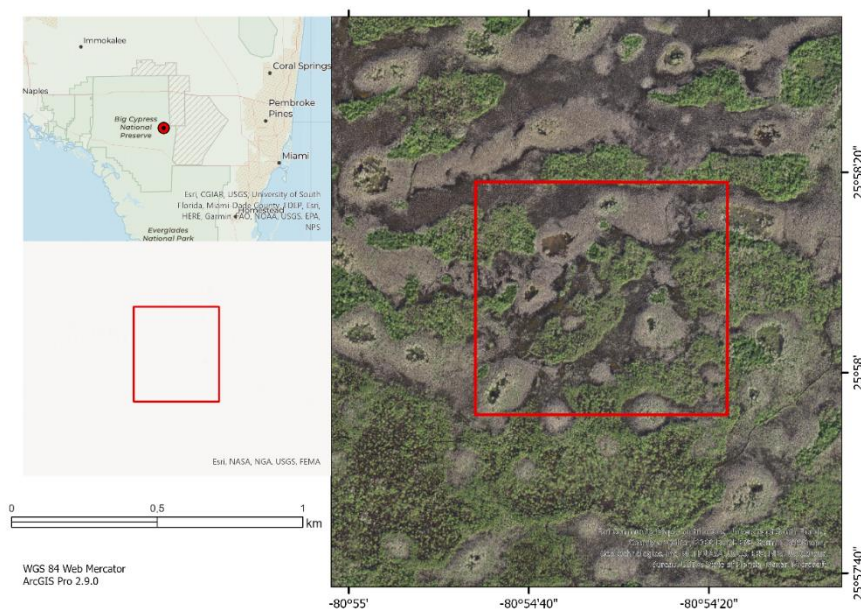 Immokalee
Coral Springs
Naples
Pembroke
Pines
Big Cypress
National
Preserve
Miami
Esri, CGIAR, USGS, University of South
Florida, Miami-Dade County, FDEP, Esri,
HERE, Garmin, FAO, NOAA, USGS, EPA,
NPS
Homestead
Everglades
National Park
Esri, NASA, NGA, USGS, FEMA
0 0,5 1
km
WGS 84 Web Mercator
ArcGIS Pro 2.9.0
25°58'20"
25°58'
25°57'40"
-80°55' -80°54'40" -80°54'20"